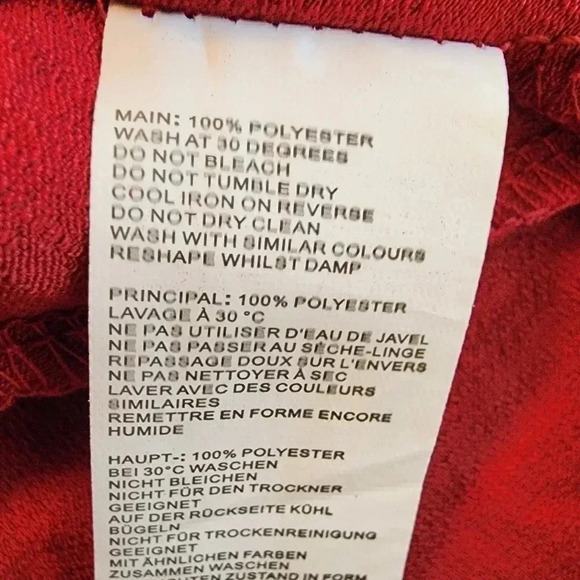 MAIN: 100% POLYESTER
WASH AT 30 DEGREES
DO NOT BLEACH
DO NOT TUMBLE DRY
COOL IRON ON REVERSE
DO NOT DRY CLEAN
WASH WITH SIMILAR COLOURS
RESHAPE WHILST DAMP
PRINCIPAL: 100% POLYESTER
LAVAGE À 30 °C
NE PAS UTILISER D'EAU DE JAVEL
NE PAS PASSER AU SÈCHE-LINGE
REPASSAGE DOUX SUR L'ENVERS
NE PAS NETTOYER À SEC
LAVER AVEC DES COULEURS
SIMILAIRES
REMETTRE EN FORME ENCORE
HUMIDE
HAUPT-: 100% POLYESTER
BEI 30°C WASCHEN
NICHT BLEICHEN
NICHT FÜR DEN TROCKNER
GEEIGNET
AUF DER RÜCKSEITE KÜHL
BÜGELN
NICHT FÜR TROCKENREINIGUNG
GEEIGNET
MIT ÄHNLICHEN FARBEN
ZUSAMMEN WASCHEN
ZUSTAND IN FORM